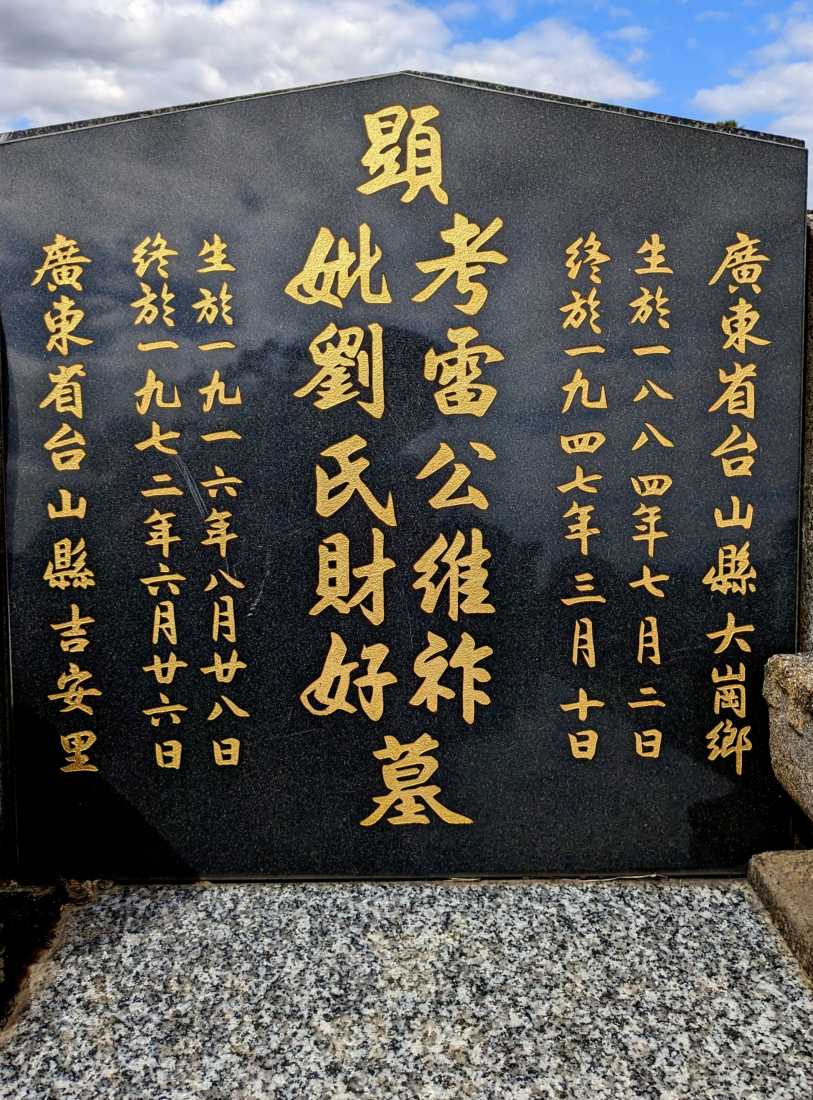 廣東省台山縣大崗鄉
生於一八八四年七月二日
終於一九四七年三月十日
顯
考雷公維祚
妣劉氏財好
墓
生於一九一六年八月廿八日
終於一九七二年六月廿六日
廣東省台山縣吉安里